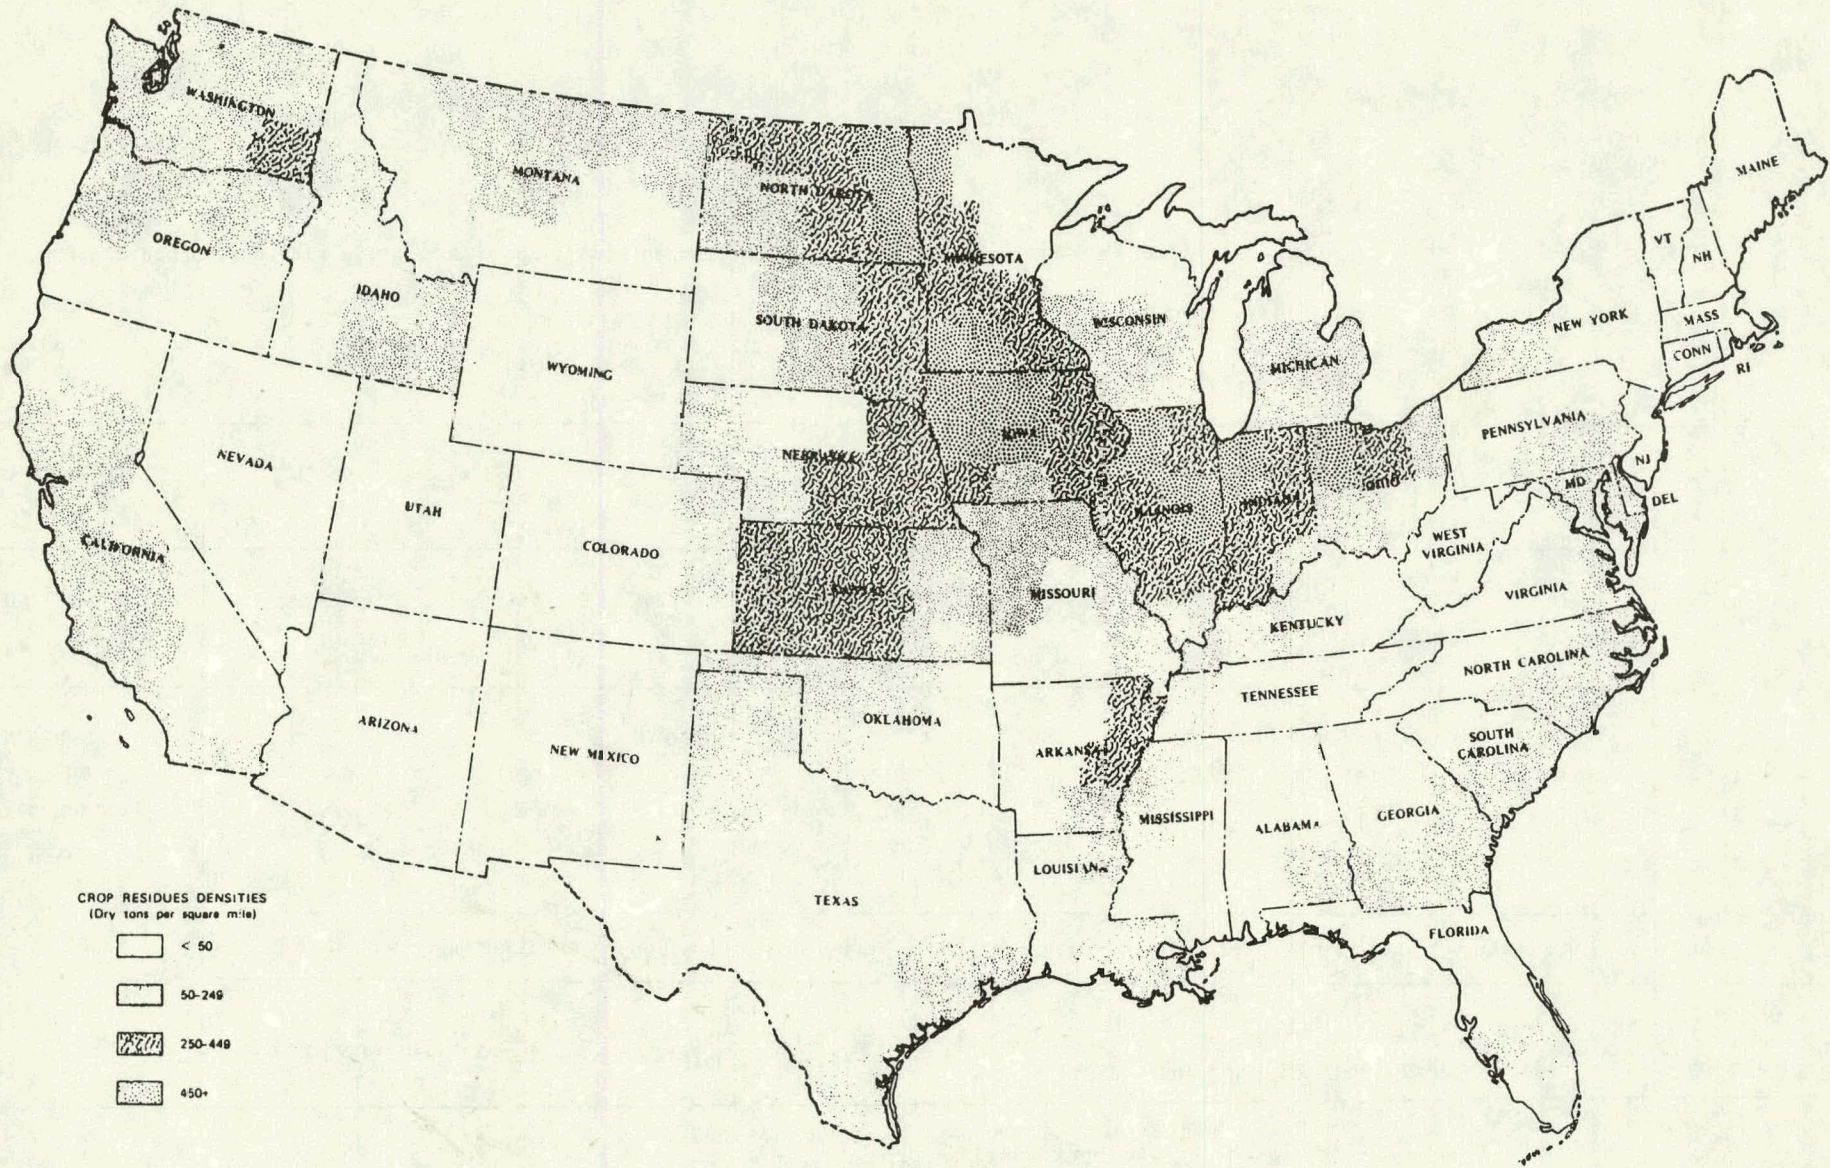 WASHINGTON
MONTANA
NORTH DAKOTA
MINNESOTA
MAINE
VT
NH
OREGON
IDAHO
SOUTH DAKOTA
WISCONSIN
MICHICAN
NEW YORK
MASS
CONN
RI
WYOMING
NEBRASKA
IOWA
PENNSYLVANIA
NJ
NEVADA
UTAH
COLORADO
ILLINOIS
INDIANA
OHIO
MD
DEL
WEST
VIRGINIA
VIRGINIA
CALIFORNIA
KANSAS
MISSOURI
KENTUCKY
NORTH CAROLINA
TENNESSEE
ARIZONA
NEW MEXICO
OKLAHOMA
ARKANSAS
SOUTH
CAROLINA
MISSISSIPPI
ALABAMA
GEORGIA
LOUISIANA
TEXAS
FLORIDA
CROP RESIDUES DENSITIES
(Dry tons per square mile)
< 50
50-249
250-449
450+